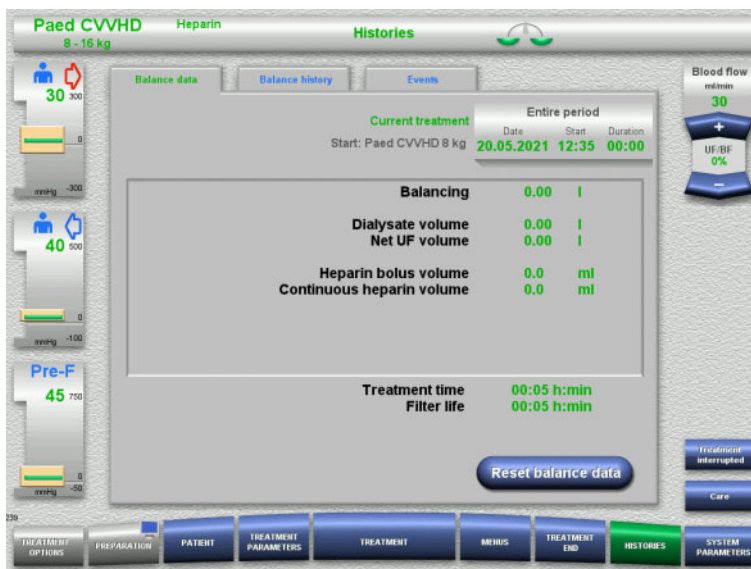 Paed CVVHD Heparin
8 - 16 kg
Histories
30 300
0
mmHg -300
40 500
0
mmHg -100
Pre-F
45 750
0
mmHg -50
Balance data Balance history Events
Current treatment
Start: Paed CVVHD 8 kg
Entire period
Date Start Duration
20.05.2021 12:35 00:00
Balancing 0.00 l
Dialysate volume 0.00 l
Net UF volume 0.00 l
Heparin bolus volume 0.0 ml
Continuous heparin volume 0.0 ml
Treatment time 00:05 h:min
Filter life 00:05 h:min
Reset balance data
Blood flow
ml/min
30
+
UF/BF
0%
−
Treatment
interrupted
Care
239
TREATMENT
OPTIONS
PREPARATION
PATIENT
TREATMENT
PARAMETERS
TREATMENT
MENUS
TREATMENT
END
HISTORIES
SYSTEM
PARAMETERS